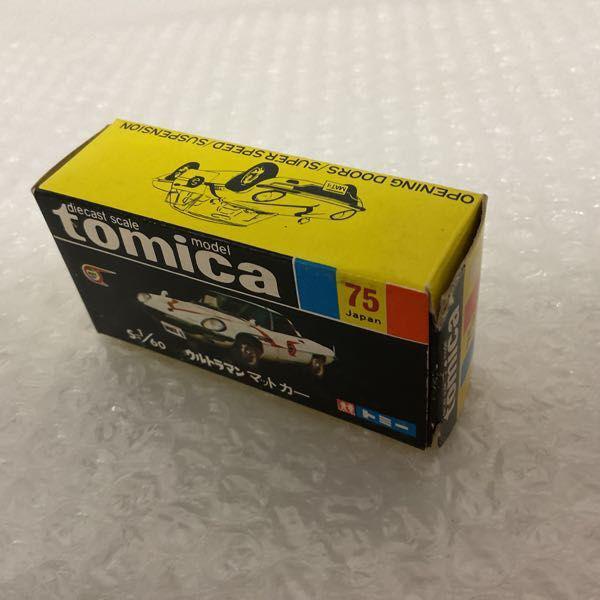 OPENING DOORS/SUPER SPEED/SUSPENSION
MAT
diecast scale model
tomica
75
Japan
S=1/60
ウルトラマン マットカー
トミー
tomica